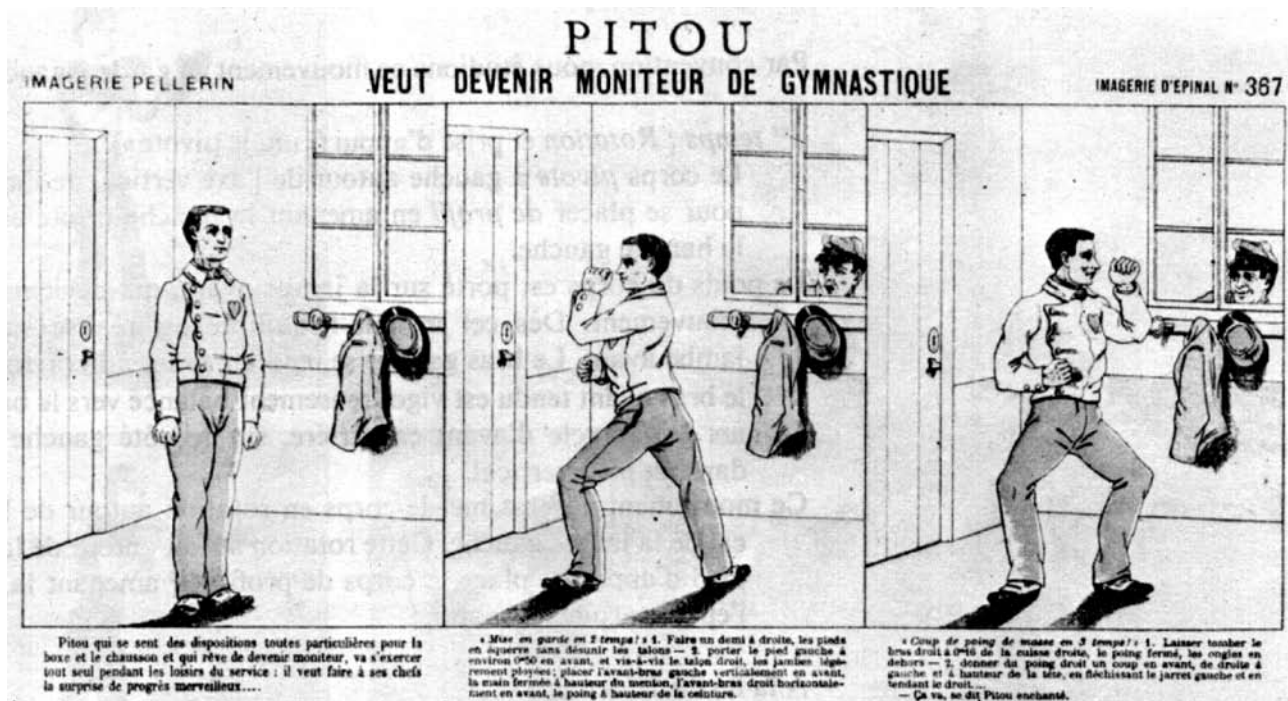 PITOU
IMAGERIE PELLERIN
VEUT DEVENIR MONITEUR DE GYMNASTIQUE
IMAGERIE D'ÉPINAL N° 387
Pitou qui se sent des dispositions toutes particulières pour la
boxe et le chausson et qui rêve de devenir moniteur, va s'exercer
tout seul pendant les loisirs du service : il veut faire à ses chefs
la surprise de progrès merveilleux....
« Mise en garde en 2 temps! » 1. Faire un demi à droite, les pieds
en équerre sans désunir les talons — 2. porter le pied gauche à
environ 0m50 en avant, et vis-à-vis le talon droit, les jambes légè-
rement ployées; placer l'avant-bras gauche verticalement en avant,
la main fermée à hauteur du menton, l'avant-bras droit horizontale-
ment en avant, le poing à hauteur de la ceinture.
« Coup de poing de masse en 3 temps! » 1. Laisser tomber le
bras droit à 0m10 de la cuisse droite, le poing fermé, les ongles en
dehors — 2. donner du poing droit un coup en avant, de droite à
gauche et à hauteur de la tête, en fléchissant le jarret gauche et en
tendant le droit....
— Ça va, se dit Pitou enchanté.